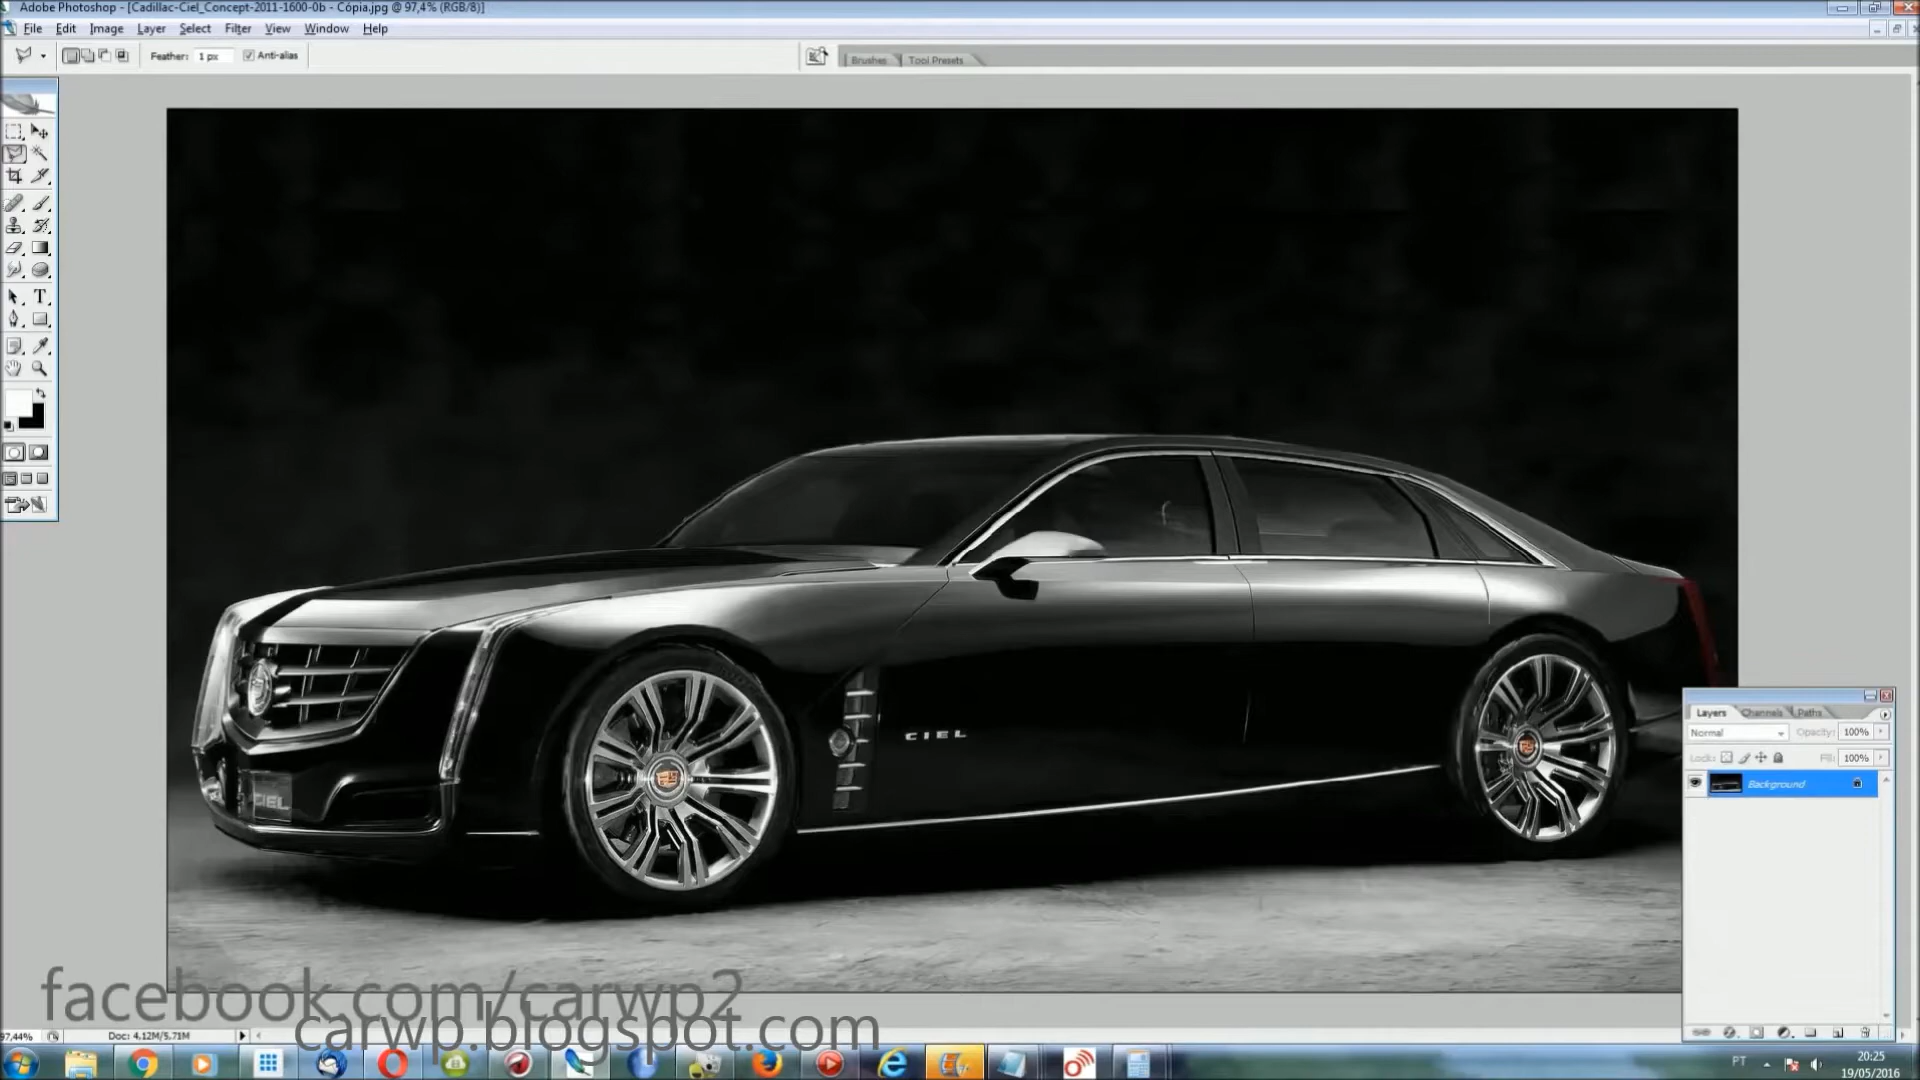 Adobe Photoshop - [Cadillac-Ciel_Concept-2011-1600-0b - Cópia.jpg @ 97,4% (RGB/8)]
File Edit Image Layer Select Filter View Window Help
Feather: 1 px Anti-alias
Brushes Tool Presets
CIEL
CIEL
Layers Channels Paths
Normal Opacity: 100%
Lock: Fill: 100%
Background
facebook.com/carwp2
carwp.blogspot.com
97,44% Doc: 4,12M/5,71M
PT 20:25
19/05/2016